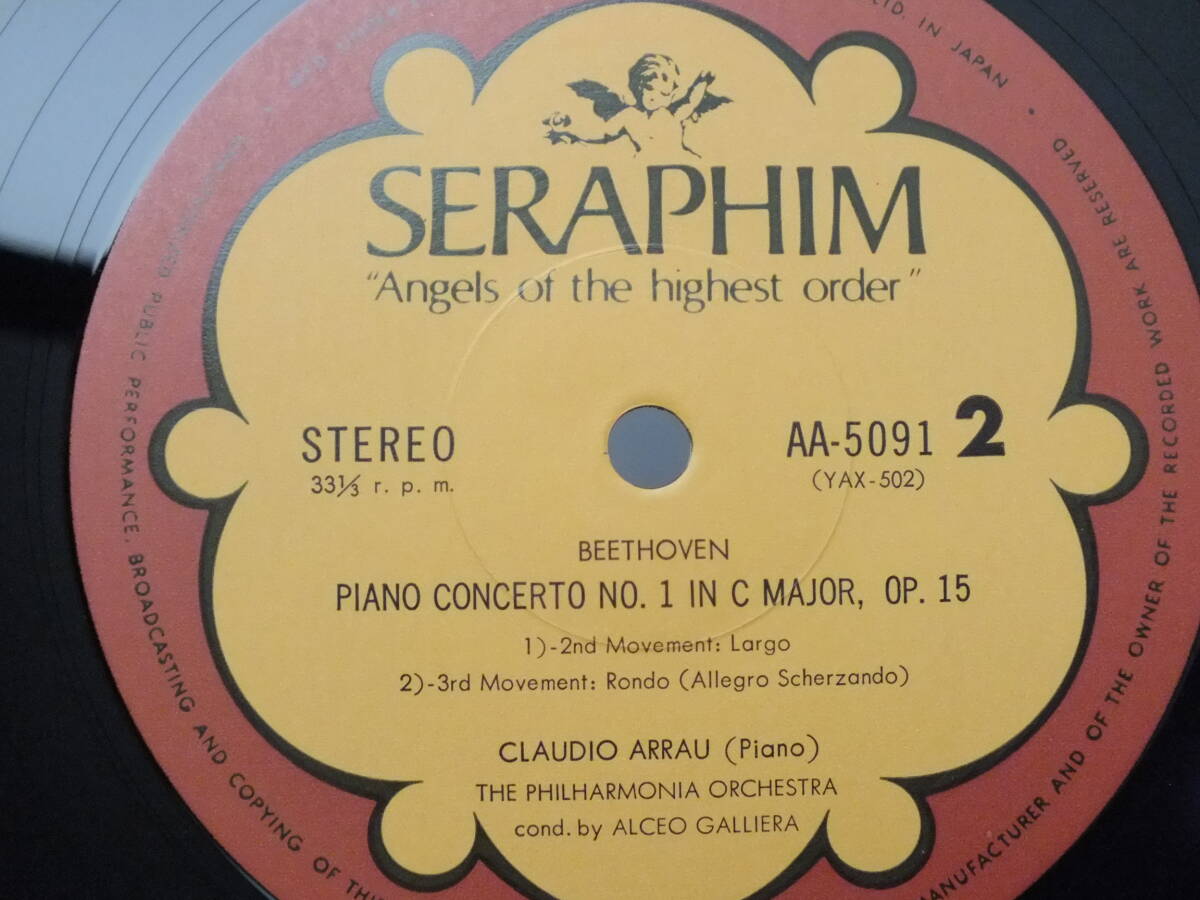 SERAPHIM
“Angels of the highest order”
STEREO
33⅓ r. p. m.
AA-5091 2
(YAX-502)
BEETHOVEN
PIANO CONCERTO NO. 1 IN C MAJOR, OP. 15
1)-2nd Movement: Largo
2)-3rd Movement: Rondo (Allegro Scherzando)
CLAUDIO ARRAU (Piano)
THE PHILHARMONIA ORCHESTRA
cond. by ALCEO GALLIERA
LTD. IN JAPAN •
MANUFACTURER AND OF THE OWNER OF THE RECORDED WORK ARE RESERVED
PUBLIC PERFORMANCE, BROADCASTING AND COPYING OF